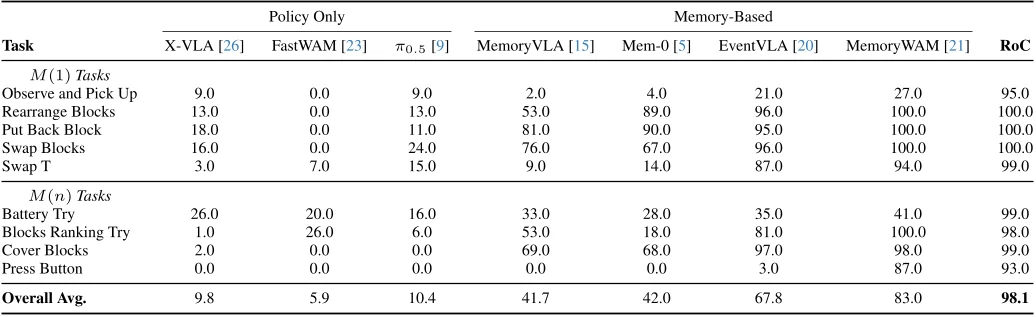 Policy Only Memory-Based
Task X-VLA [26] FastWAM [23] π0.5 [9] MemoryVLA [15] Mem-0 [5] EventVLA [20] MemoryWAM [21] RoC
M(1) Tasks
Observe and Pick Up 9.0 0.0 9.0 2.0 4.0 21.0 27.0 95.0
Rearrange Blocks 13.0 0.0 13.0 53.0 89.0 96.0 100.0 100.0
Put Back Block 18.0 0.0 11.0 81.0 90.0 95.0 100.0 100.0
Swap Blocks 16.0 0.0 24.0 76.0 67.0 96.0 100.0 100.0
Swap T 3.0 7.0 15.0 9.0 14.0 87.0 94.0 99.0
M(n) Tasks
Battery Try 26.0 20.0 16.0 33.0 28.0 35.0 41.0 99.0
Blocks Ranking Try 1.0 26.0 6.0 53.0 18.0 81.0 100.0 98.0
Cover Blocks 2.0 0.0 0.0 69.0 68.0 97.0 98.0 99.0
Press Button 0.0 0.0 0.0 0.0 0.0 3.0 87.0 93.0
Overall Avg. 9.8 5.9 10.4 41.7 42.0 67.8 83.0 98.1